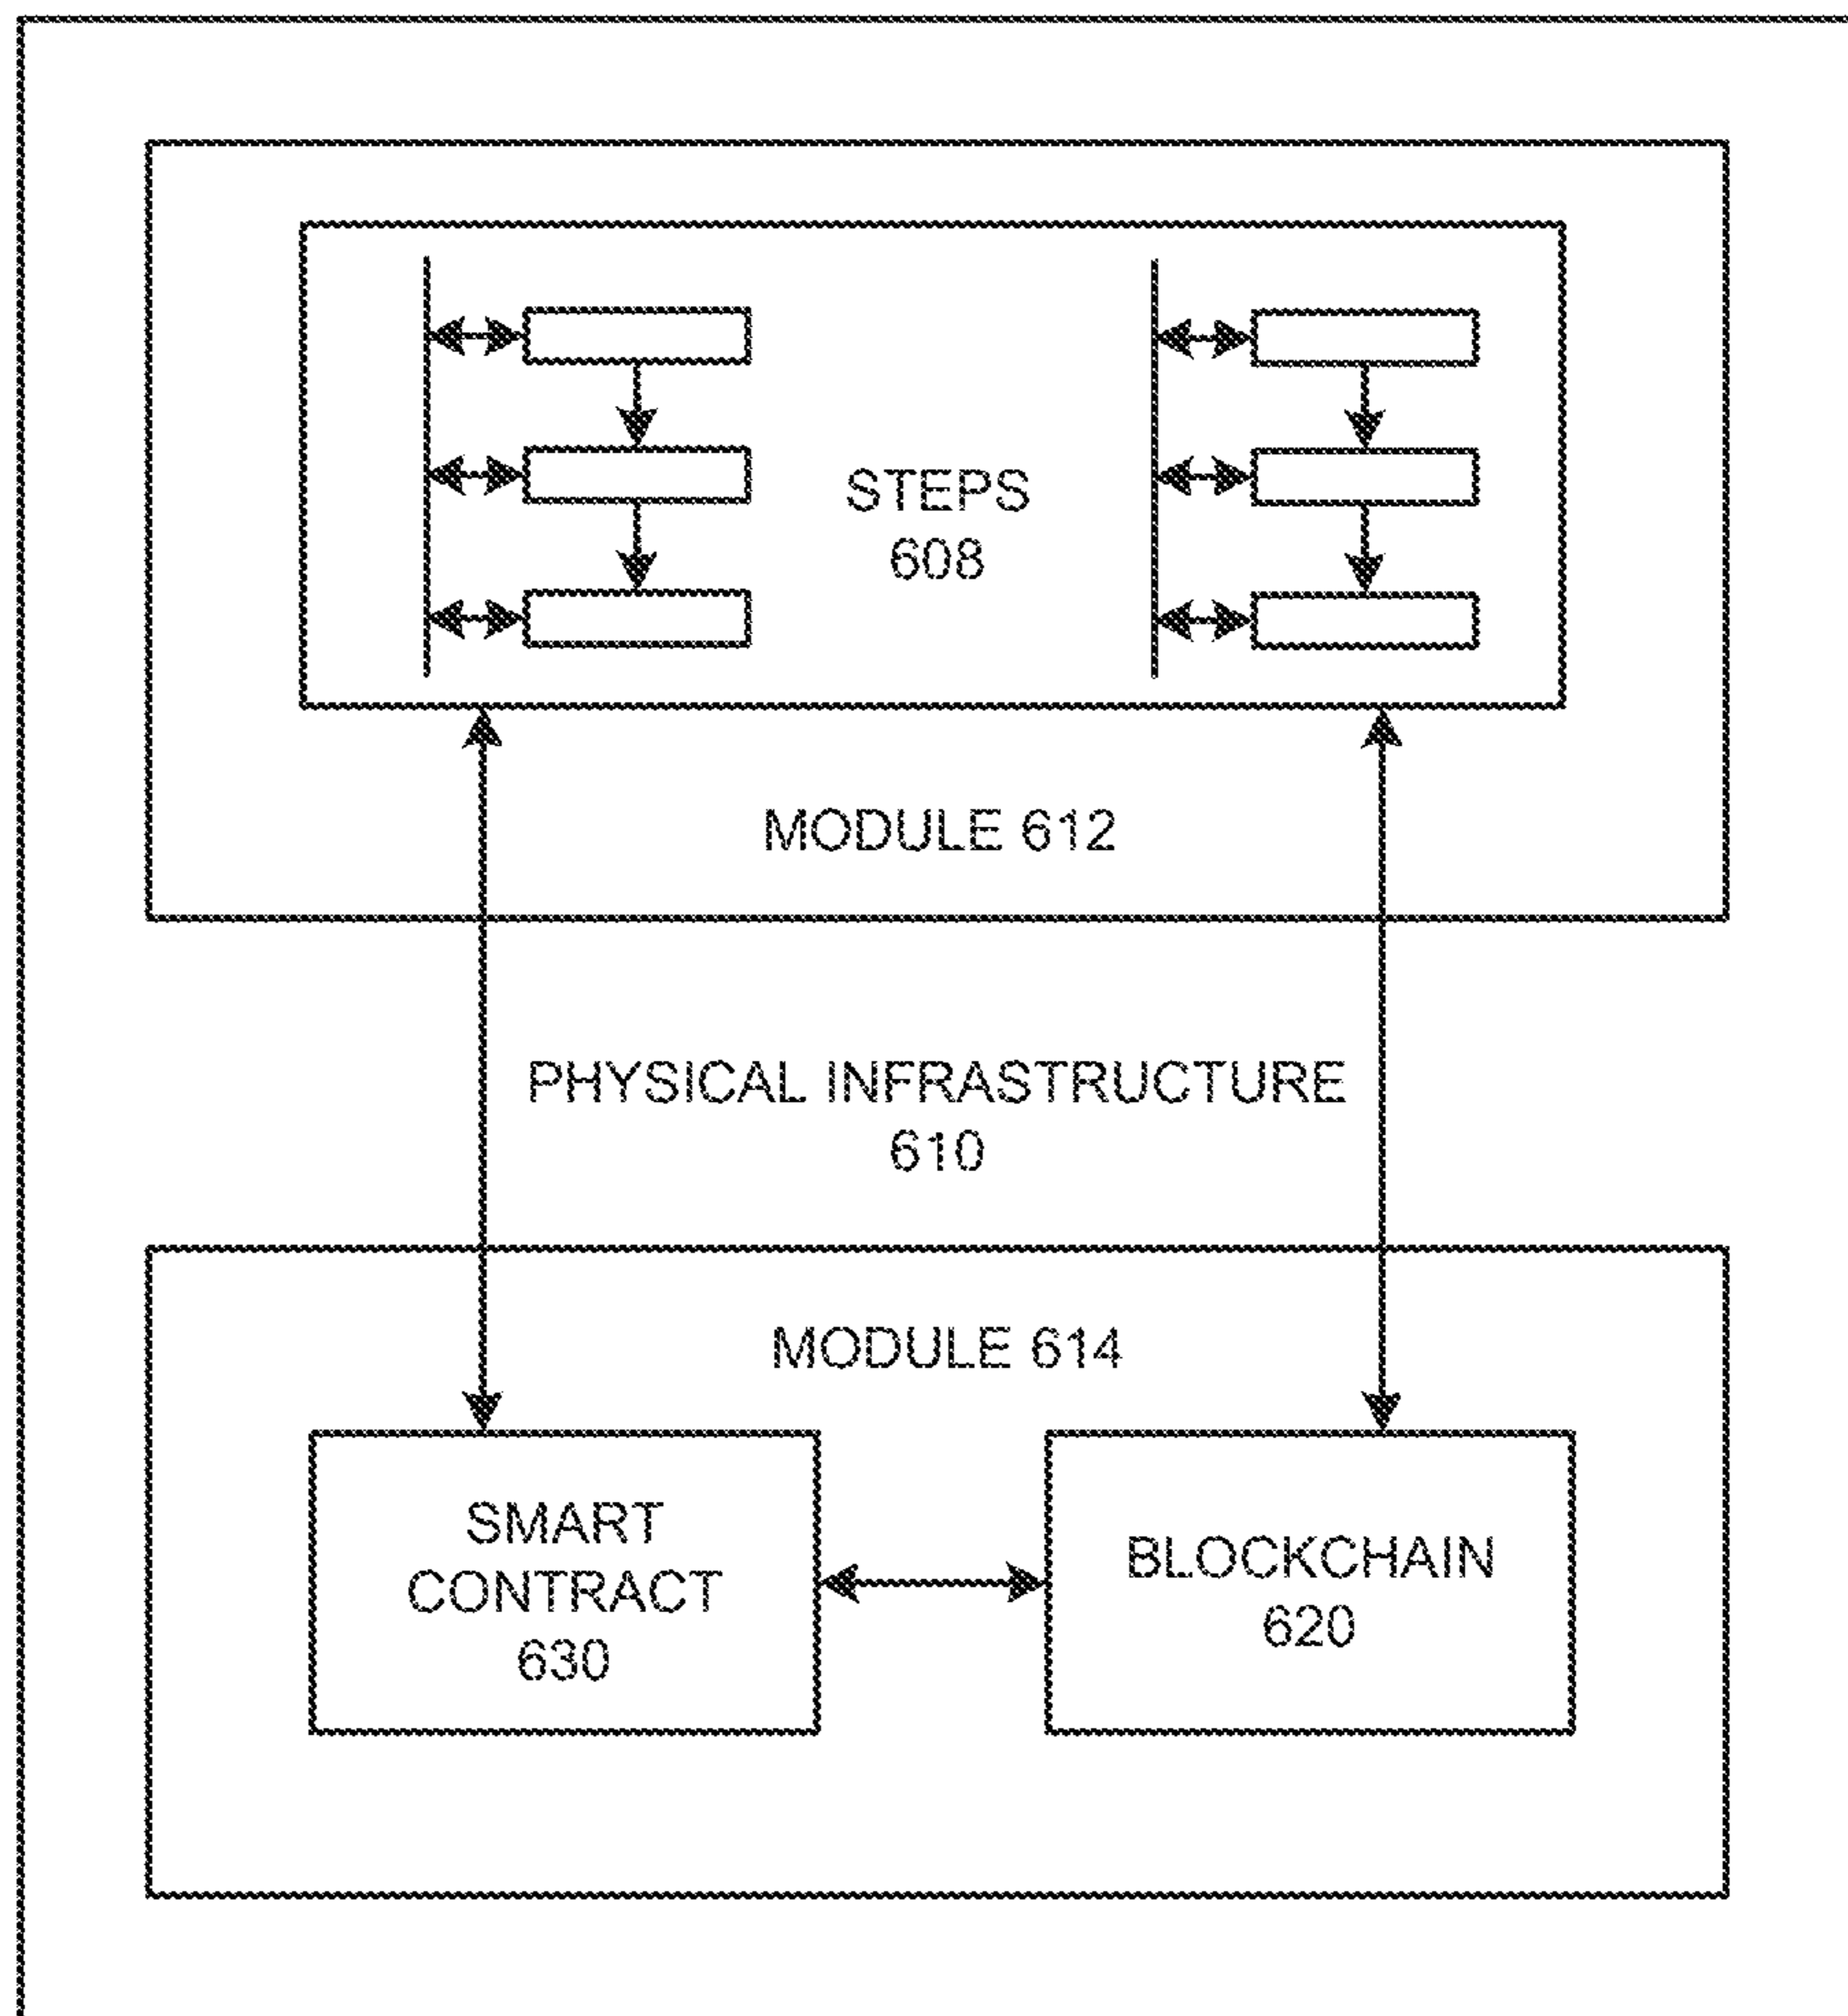 STEPS
608
MODULE 612
PHYSICAL INFRASTRUCTURE
610
MODULE 614
SMART
CONTRACT
630
BLOCKCHAIN
620